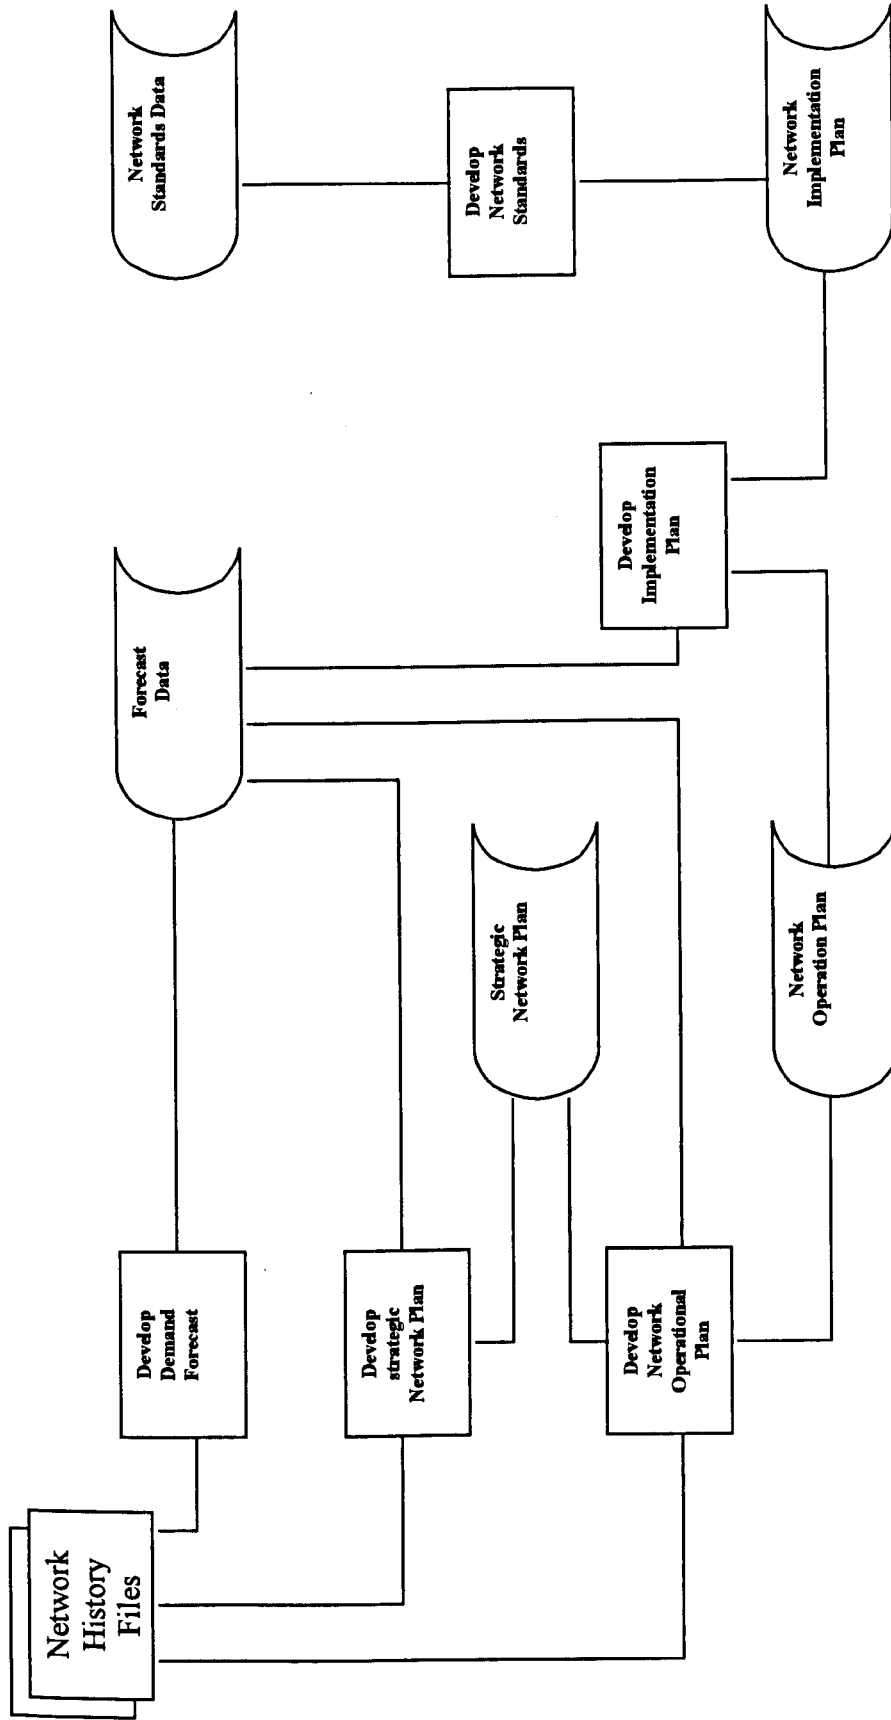 Network
History
Files
Develop
Demand
Forecast
Forecast
Data
Network
Standards Data
Develop
strategic
Network Plan
Strategic
Network Plan
Develop
Network
Standards
Develop
Network
Operational
Plan
Develop
Implementation
Plan
Network
Operation Plan
Network
Implementation
Plan